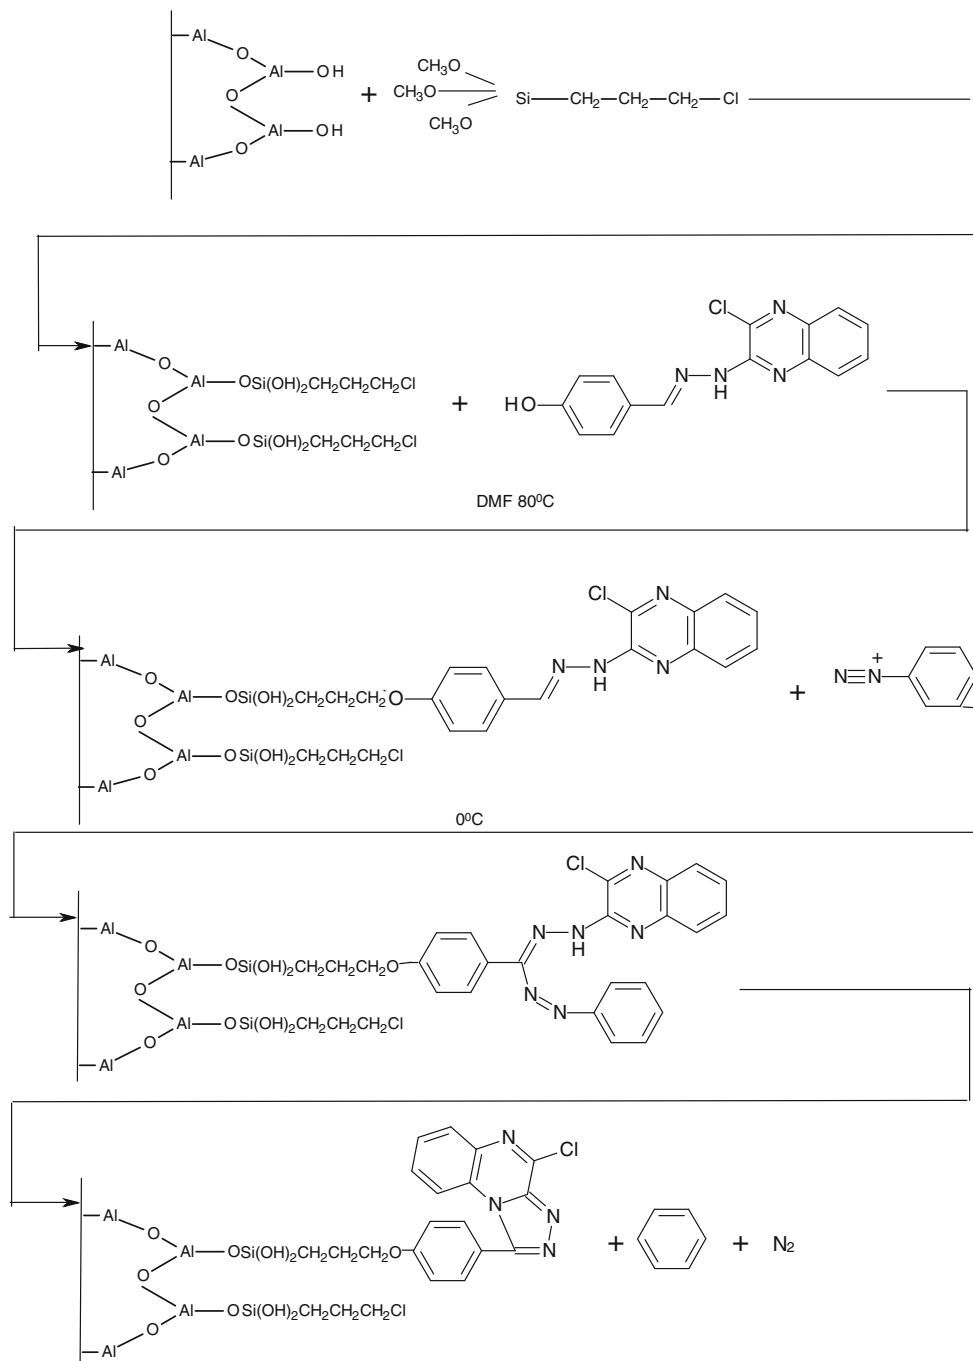 Al
O
Al—OH
O
Al—OH
O
Al
+
CH₃O
CH₃O
CH₃O
Si—CH₂—CH₂—CH₂—Cl
Al
O
Al—OSi(OH)₂CH₂CH₂CH₂Cl
O
Al—OSi(OH)₂CH₂CH₂CH₂Cl
O
Al
+
Cl
N
N
N—N
H
HO
DMF 80⁰C
Al
O
Al—OSi(OH)₂CH₂CH₂CH₂O
O
Al—OSi(OH)₂CH₂CH₂CH₂Cl
O
Al
Cl
N
N
N—N
H
+
N≡N
+
0⁰C
Al
O
Al—OSi(OH)₂CH₂CH₂CH₂O
O
Al—OSi(OH)₂CH₂CH₂CH₂Cl
O
Al
Cl
N
N
N—N
H
N=N
Al
O
Al—OSi(OH)₂CH₂CH₂CH₂O
O
Al—OSi(OH)₂CH₂CH₂CH₂Cl
O
Al
N
Cl
N
N
N
+
+
N₂